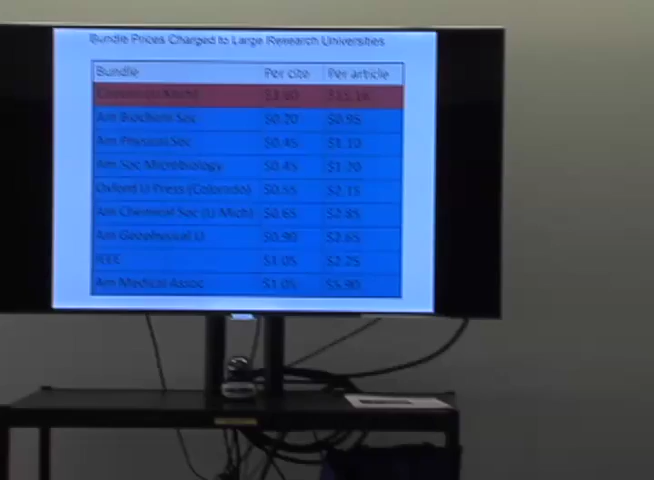 Bundle Prices Charged to Large Research Universities
Bundle Per cite Per article
Am Biochem Soc $0.20 $0.95
Am Physical Soc $0.45 $1.10
Am Soc Microbiology $0.45 $1.70
Oxford U Press (Colorado) $0.55 $2.15
Am Chemical Soc (U Mich) $0.65 $2.85
Am Geophysical U $0.90 $2.65
IEEE $1.05 $2.25
Am Medical Assoc $1.05 $5.90